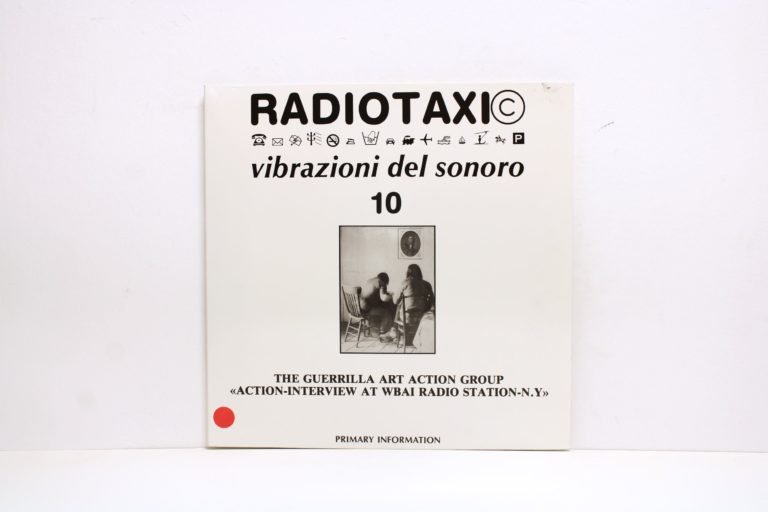 RADIOTAXI©
P
vibrazioni del sonoro
10
THE GUERRILLA ART ACTION GROUP
«ACTION-INTERVIEW AT WBAI RADIO STATION-N.Y»
PRIMARY INFORMATION